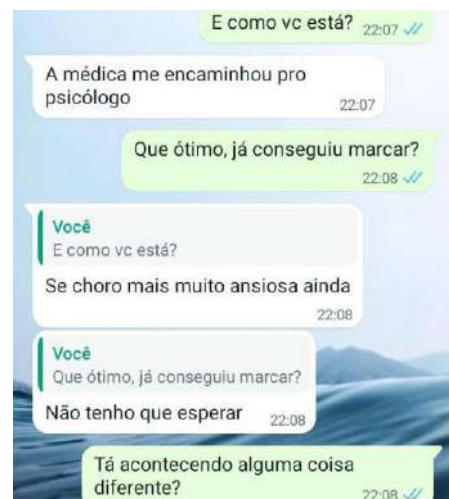 E como vc está? 22:07
A médica me encaminhou pro
psicólogo
22:07
Que ótimo, já conseguiu marcar?
22:08
Você
E como vc está?
Se choro mais muito ansiosa ainda
22:08
Você
Que ótimo, já conseguiu marcar?
Não tenho que esperar 22:08
Tá acontecendo alguma coisa
diferente? 22:08